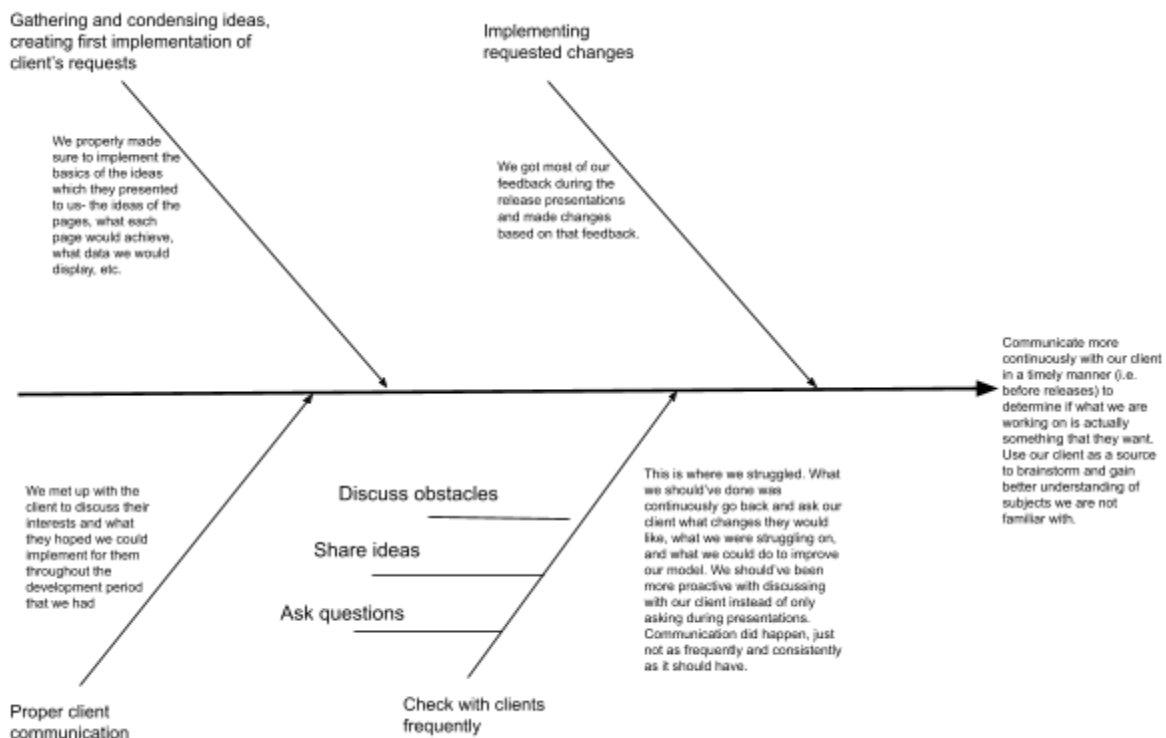 Gathering and condensing ideas,
creating first implementation of
client's requests
Implementing
requested changes
We properly made
sure to implement the
basics of the ideas
which they presented
to us- the ideas of the
pages, what each
page would achieve,
what data we would
display, etc.
We got most of our
feedback during the
release presentations
and made changes
based on that feedback.
Communicate more
continuously with our client
in a timely manner (i.e.
before releases) to
determine if what we are
working on is actually
something that they want.
Use our client as a source
to brainstorm and gain
better understanding of
subjects we are not
familiar with.
We met up with the
client to discuss their
interests and what
they hoped we could
implement for them
throughout the
development period
that we had
Discuss obstacles
Share ideas
Ask questions
This is where we struggled. What
we should've done was
continuously go back and ask our
client what changes they would
like, what we were struggling on,
and what we could do to improve
our model. We should've been
more proactive with discussing
with our client instead of only
asking during presentations.
Communication did happen, just
not as frequently and consistently
as it should have.
Proper client
communication
Check with clients
frequently